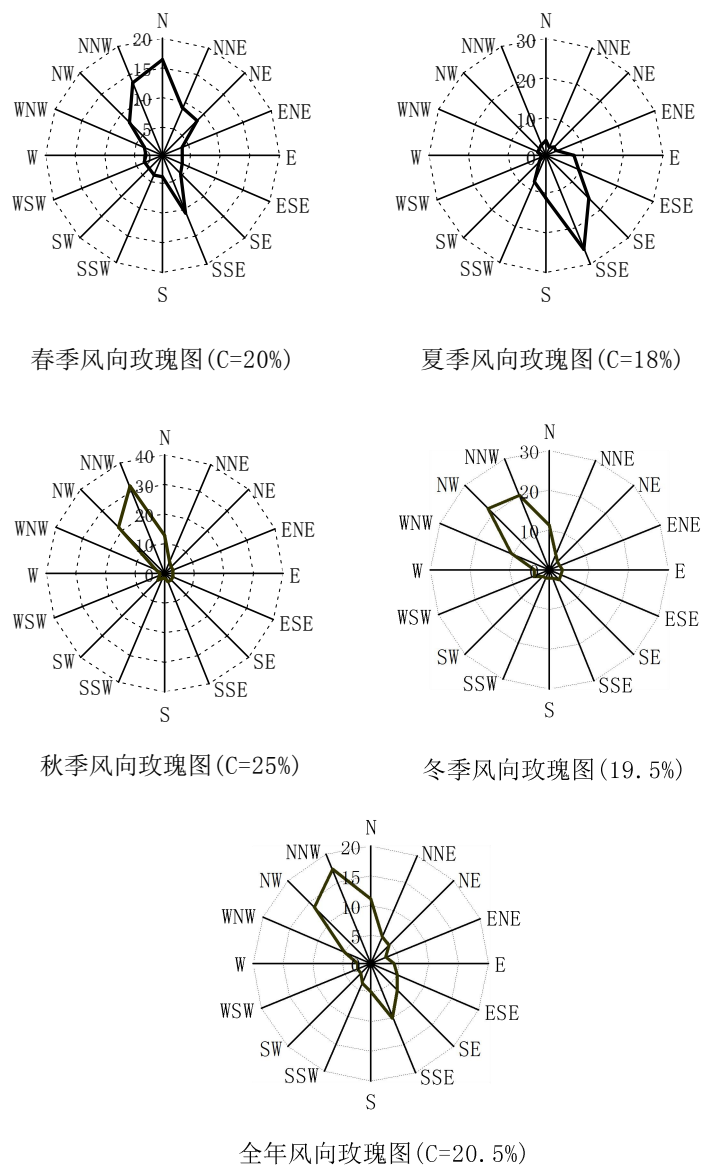 N
NNW 20 NNE
NW 15 NE
WNW 10 ENE
5
W 0 E
WSW ESE
SW SE
SSW SSE
S
春季风向玫瑰图(C=20%)
N
NNW 30 NNE
NW 20 NE
WNW 10 ENE
W 0 E
WSW ESE
SW SE
SSW SSE
S
夏季风向玫瑰图(C=18%)
N
NNW 40 NNE
NW 30 NE
20
WNW 10 ENE
W 0 E
WSW ESE
SW SE
SSW SSE
S
秋季风向玫瑰图(C=25%)
N
NNW 30 NNE
NW 20 NE
WNW 10 ENE
W 0 E
WSW ESE
SW SE
SSW SSE
S
冬季风向玫瑰图(19.5%)
N
NNW 20 NNE
NW 15 NE
WNW 10 ENE
5
W 0 E
WSW ESE
SW SE
SSW SSE
S
全年风向玫瑰图(C=20.5%)